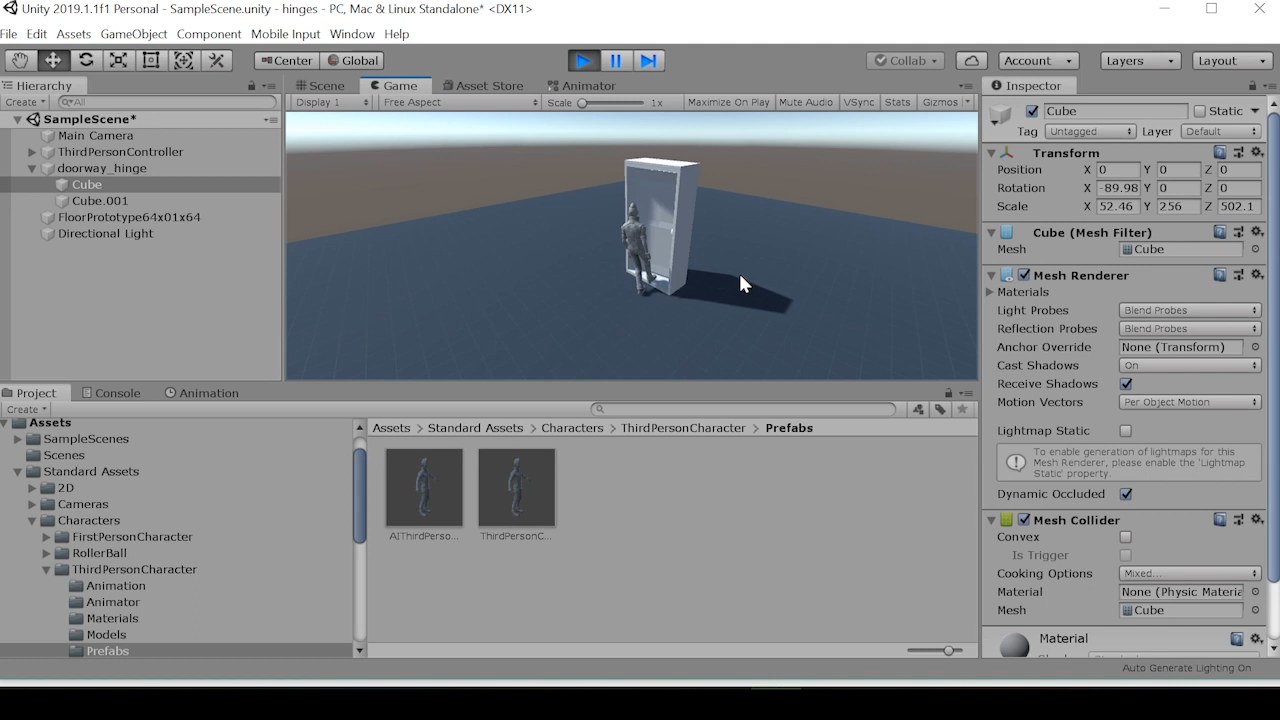 Unity 2019.1.1f1 Personal - SampleScene.unity - hinges - PC, Mac & Linux Standalone* <DX11>
File Edit Assets GameObject Component Mobile Input Window Help
Center Global Collab Account Layers Layout
Hierarchy Scene Game Asset Store Animator Inspector
Create All Display 1 Free Aspect Scale 1x Maximize On Play Mute Audio VSync Stats Gizmos
SampleScene*
Main Camera
ThirdPersonController
doorway_hinge
Cube
Cube.001
FloorPrototype64x01x64
Directional Light
Cube Static
Tag Untagged Layer Default
Transform
Position X 0 Y 0 Z 0
Rotation X -89.98 Y 0 Z 0
Scale X 52.46 Y 256 Z 502.1
Cube (Mesh Filter)
Mesh Cube
Mesh Renderer
Materials
Light Probes Blend Probes
Reflection Probes Blend Probes
Anchor Override None (Transform)
Cast Shadows On
Receive Shadows
Motion Vectors Per Object Motion
Lightmap Static
To enable generation of lightmaps for this
Mesh Renderer, please enable the 'Lightmap
Static' property.
Dynamic Occluded
Mesh Collider
Convex
Is Trigger
Cooking Options Mixed...
Material None (Physic Materia
Mesh Cube
Material
Project Console Animation
Create
Assets
SampleScenes
Scenes
Standard Assets
2D
Cameras
Characters
FirstPersonCharacter
RollerBall
ThirdPersonCharacter
Animation
Animator
Materials
Models
Prefabs
Assets > Standard Assets > Characters > ThirdPersonCharacter > Prefabs
AIThirdPerso... ThirdPersonC...
Auto Generate Lighting On